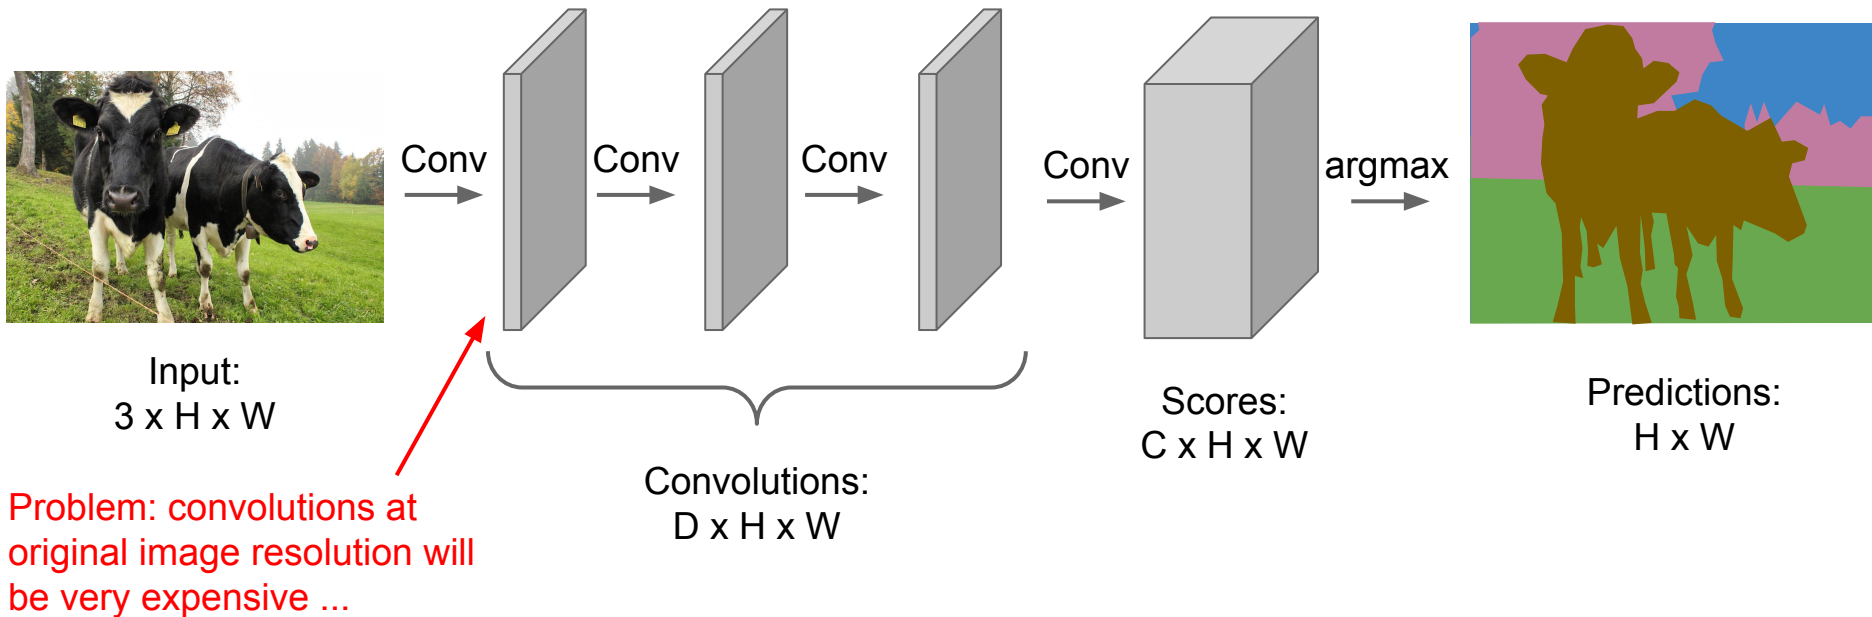 Conv
Conv
Conv
Conv
argmax
Input:
3 x H x W
Problem: convolutions at
original image resolution will
be very expensive ...
Convolutions:
D x H x W
Scores:
C x H x W
Predictions:
H x W